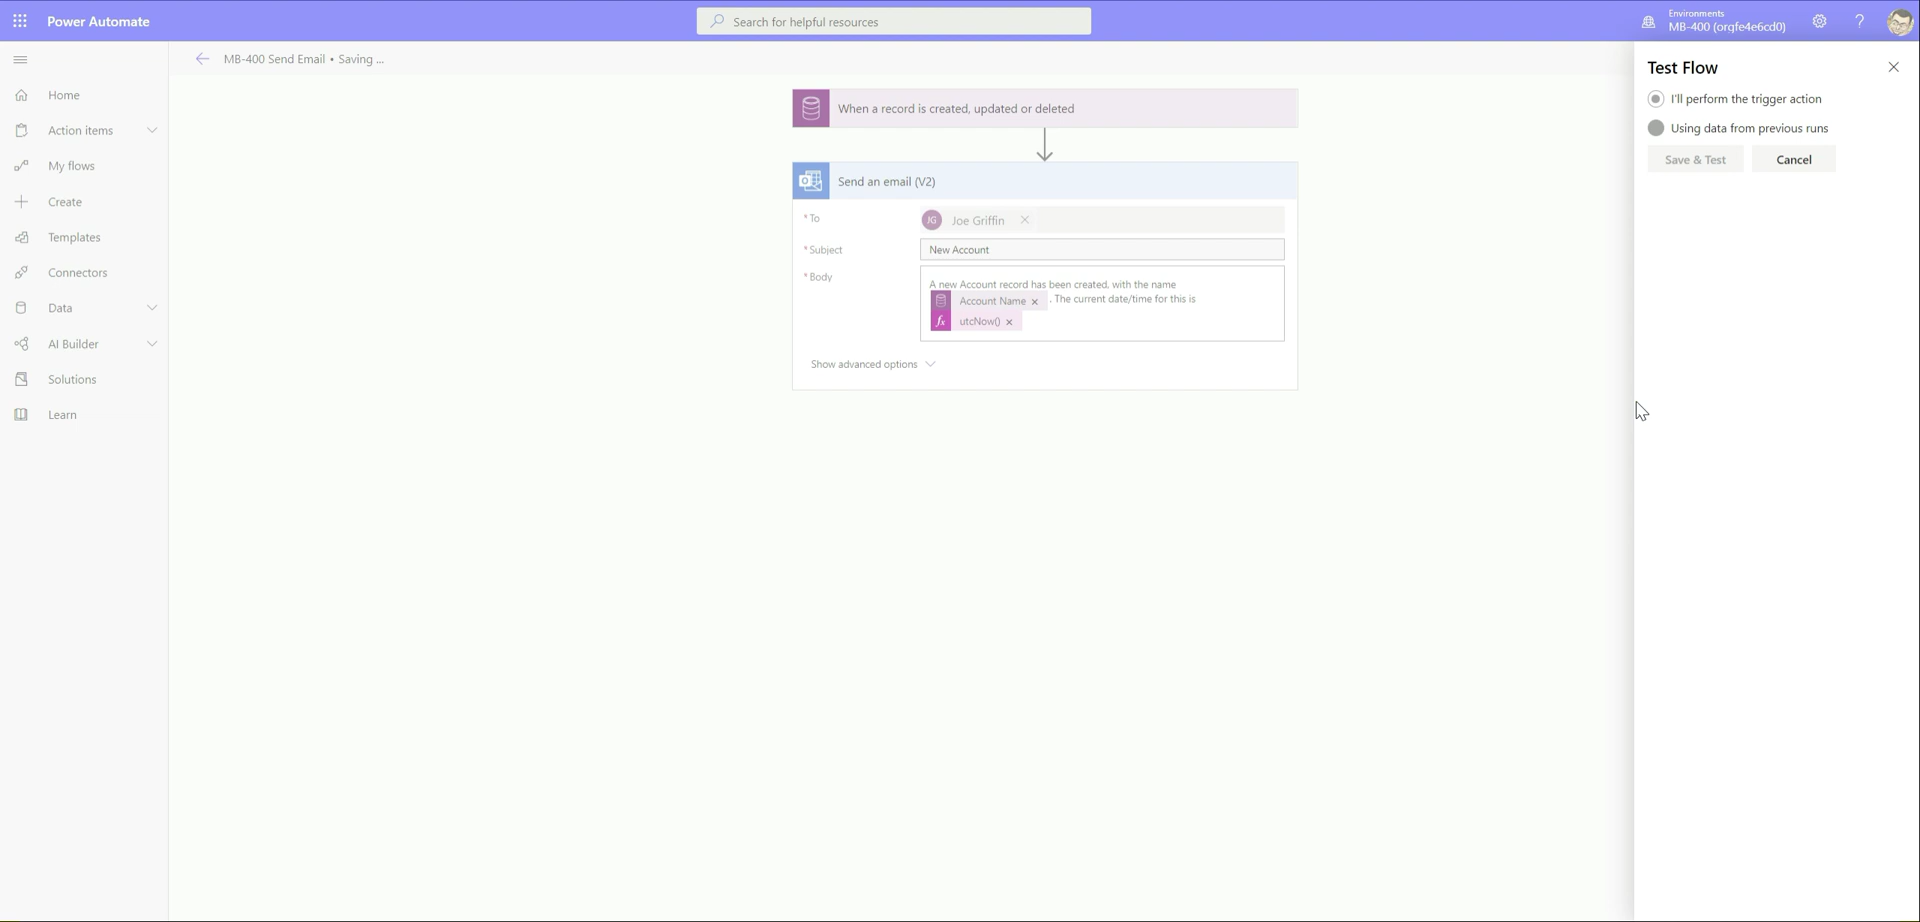 Power Automate
Search for helpful resources
Environments
MB-400 (orgfe4e6cd0)
?
MB-400 Send Email • Saving ...
Home
Action items
My flows
Create
Templates
Connectors
Data
AI Builder
Solutions
Learn
When a record is created, updated or deleted
Send an email (V2)
* To
JG Joe Griffin ×
* Subject
New Account
* Body
A new Account record has been created, with the name
Account Name × . The current date/time for this is
fx utcNow() ×
Show advanced options
Test Flow
I'll perform the trigger action
Using data from previous runs
Save & Test
Cancel